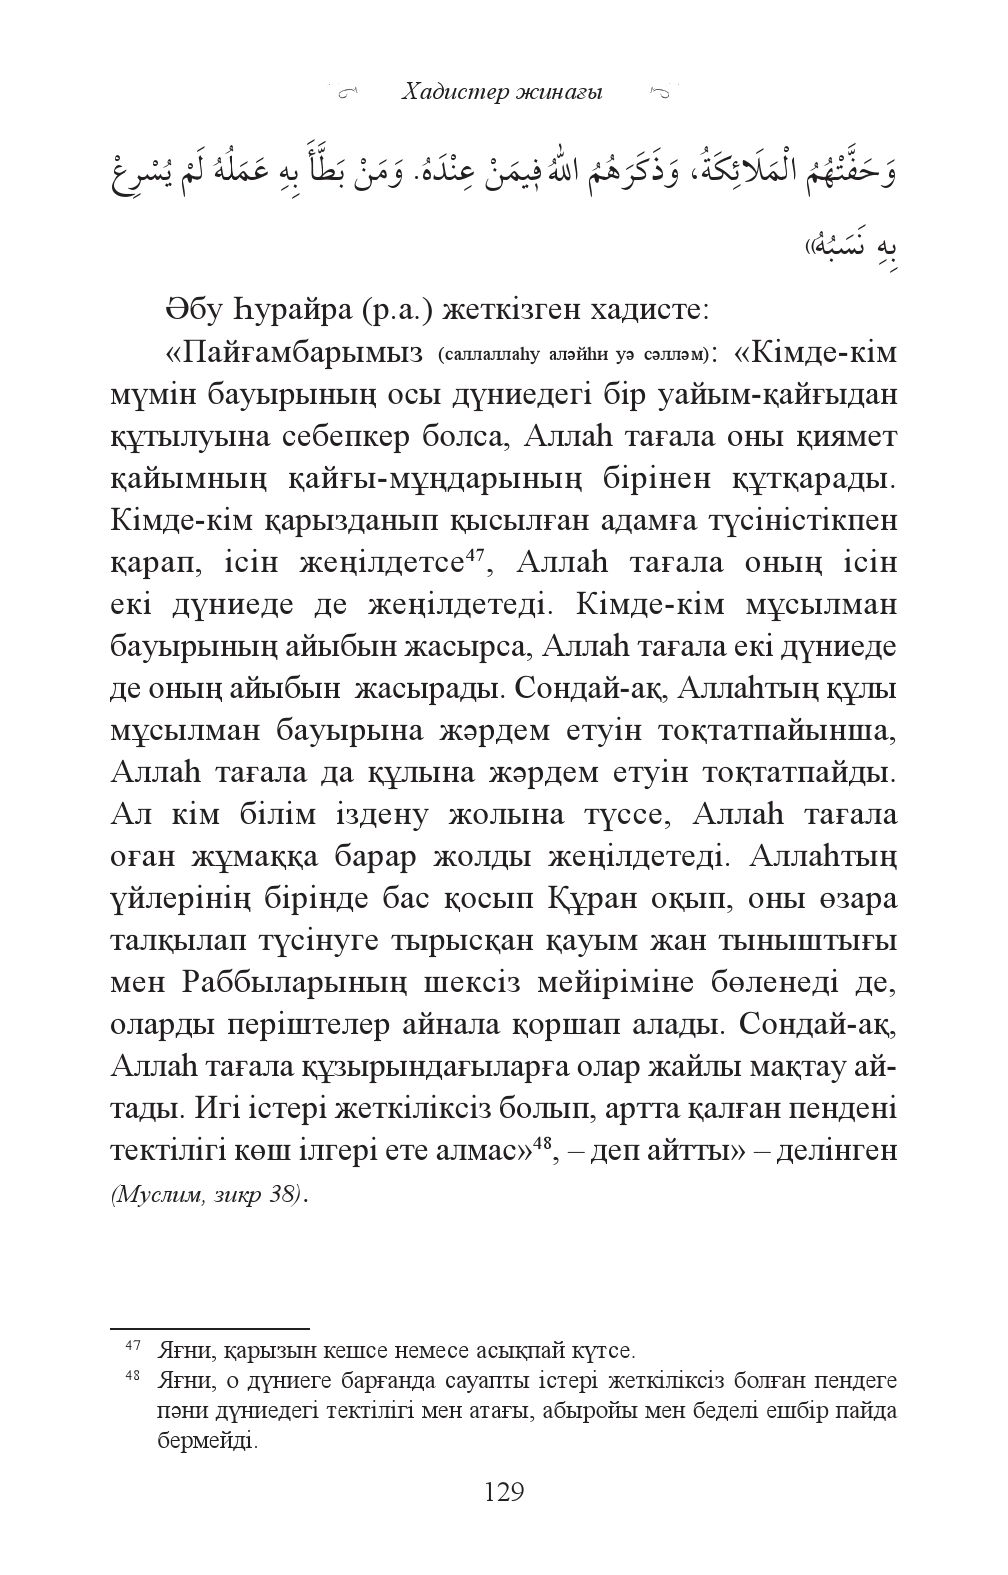 Хадистер жинағы
وَحَفَّتْهُمُ الْمَلَائِكَةُ، وَذَكَرَهُمُ اللهُ فِيمَنْ عِنْدَهُ. وَمَنْ بَطَّأَ بِهِ عَمَلُهُ لَمْ يُسْرِعْ
بِهِ نَسَبُهُ»
Әбу Һурайра (р.а.) жеткізген хадисте:
«Пайғамбарымыз (саллаллаһу аләйһи уә сәлләм): «Кімде-кім
мүмін бауырының осы дүниедегі бір уайым-қайғыдан
құтылуына себепкер болса, Аллаһ тағала оны қиямет
қайымның қайғы-мұңдарының бірінен құтқарады.
Кімде-кім қарызданып қысылған адамға түсіністікпен
қарап, ісін жеңілдетсе⁴⁷, Аллаһ тағала оның ісін
екі дүниеде де жеңілдетеді. Кімде-кім мұсылман
бауырының айыбын жасырса, Аллаһ тағала екі дүниеде
де оның айыбын жасырады. Сондай-ақ, Аллаһтың құлы
мұсылман бауырына жәрдем етуін тоқтатпайынша,
Аллаһ тағала да құлына жәрдем етуін тоқтатпайды.
Ал кім білім іздену жолына түссе, Аллаһ тағала
оған жұмаққа барар жолды жеңілдетеді. Аллаһтың
үйлерінің бірінде бас қосып Құран оқып, оны өзара
талқылап түсінуге тырысқан қауым жан тыныштығы
мен Раббыларының шексіз мейіріміне бөленеді де,
оларды періштелер айнала қоршап алады. Сондай-ақ,
Аллаһ тағала құзырындағыларға олар жайлы мақтау ай-
тады. Игі істері жеткіліксіз болып, артта қалған пендені
тектілігі көш ілгері ете алмас»⁴⁸, – деп айтты» – делінген
(Муслим, зикр 38).
⁴⁷ Яғни, қарызын кешсе немесе асықпай күтсе.
⁴⁸ Яғни, о дүниеге барғанда сауапты істері жеткіліксіз болған пендеге
пәни дүниедегі тектілігі мен атағы, абыройы мен беделі ешбір пайда
бермейді.
129